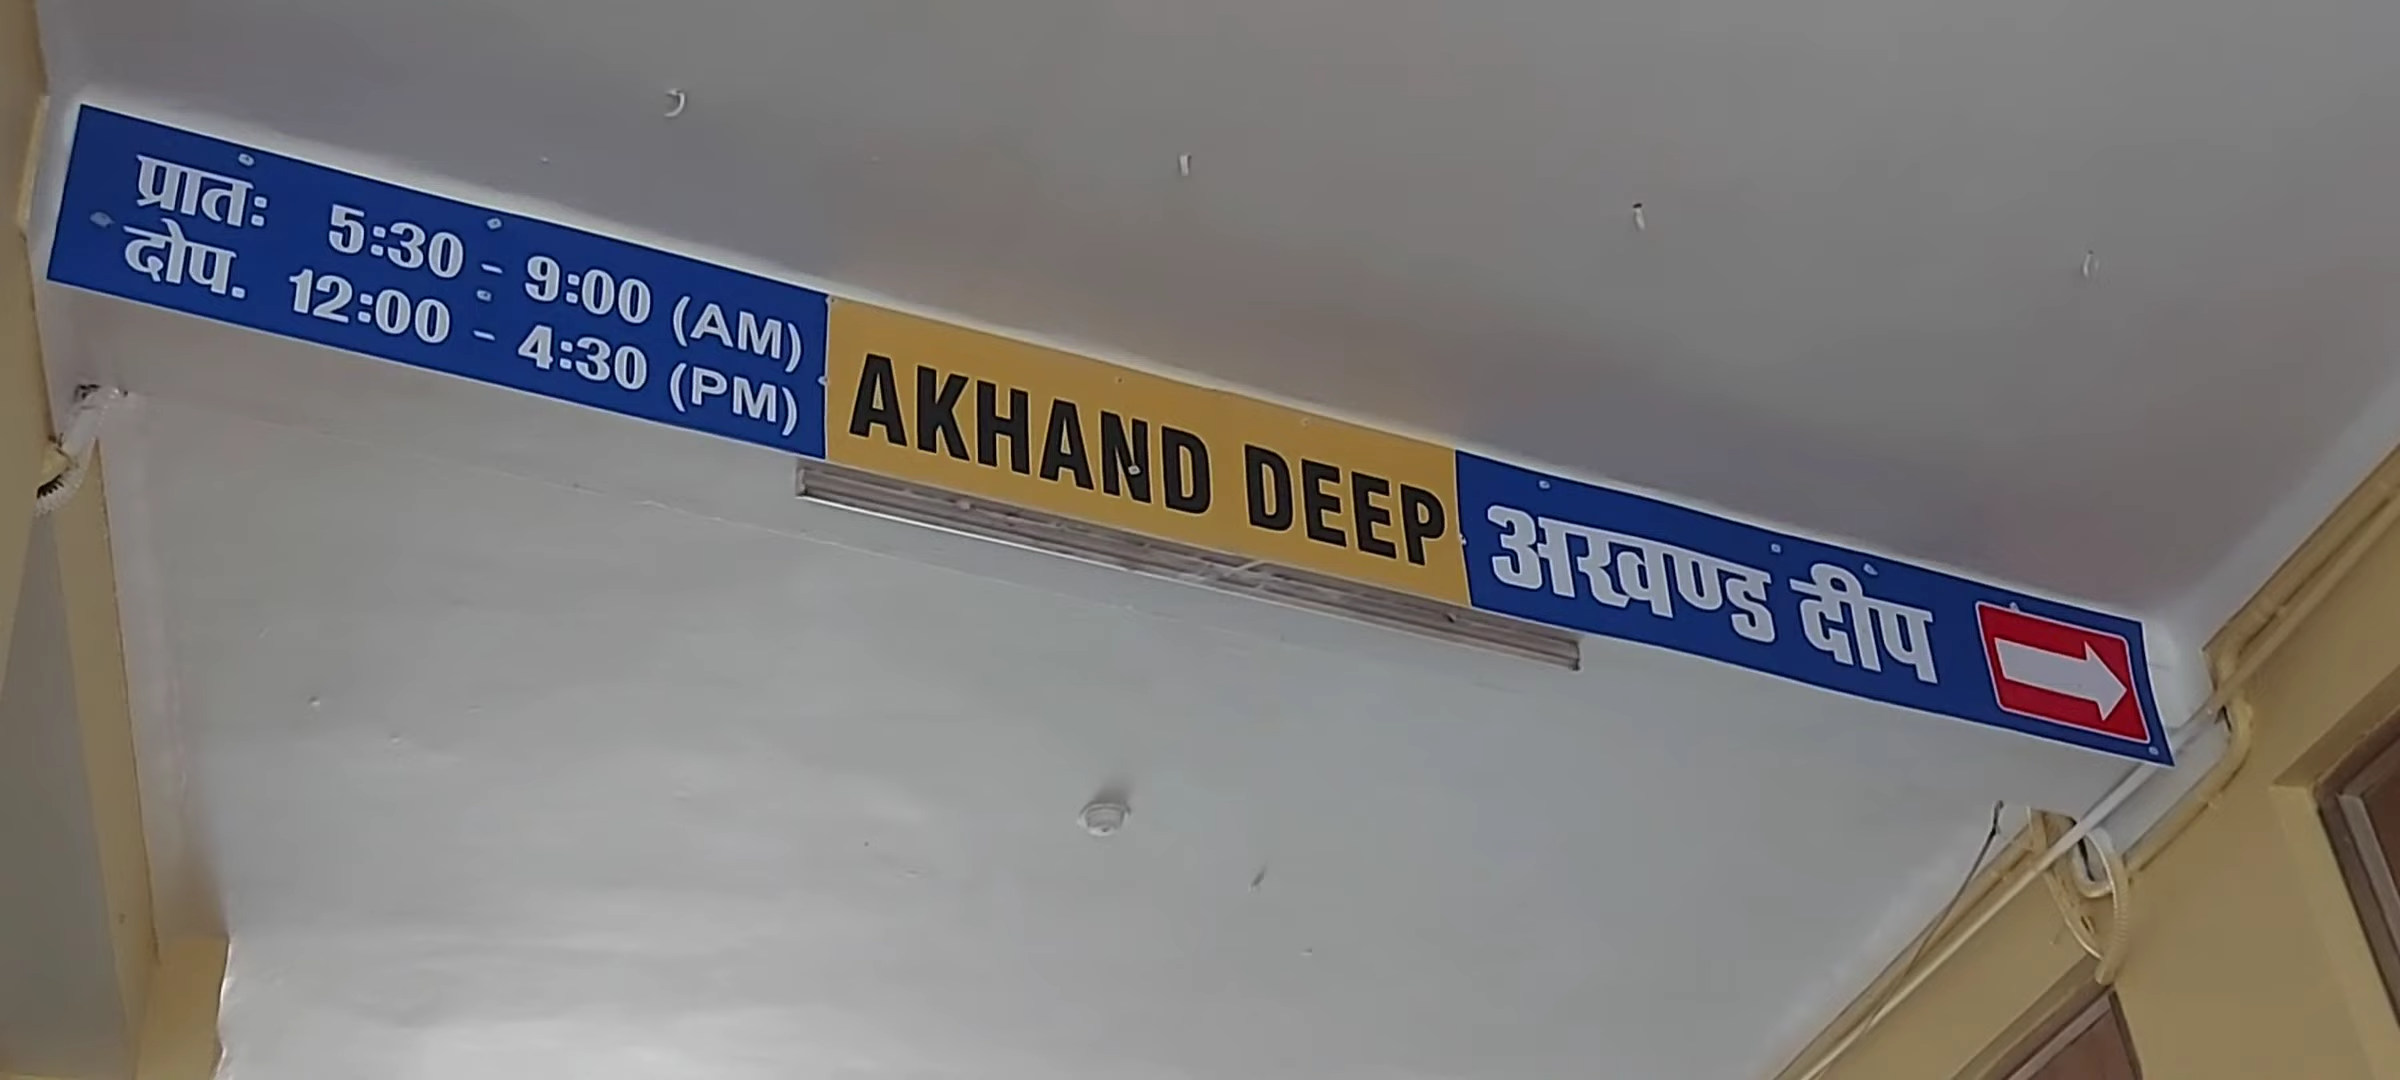 प्रातः 5:30 - 9:00 (AM)
दोप. 12:00 - 4:30 (PM)
AKHAND DEEP
अखण्ड दीप